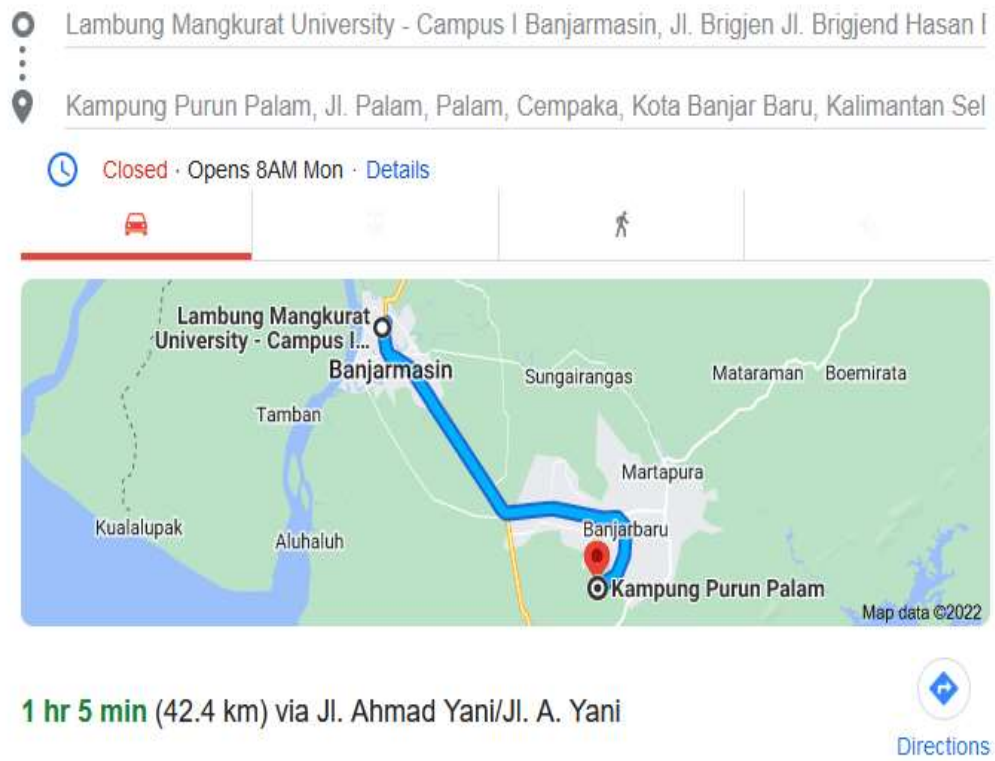 Lambung Mangkurat University - Campus I Banjarmasin, Jl. Brigjen Jl. Brigjend Hasan
Kampung Purun Palam, Jl. Palam, Palam, Cempaka, Kota Banjar Baru, Kalimantan Sel
Closed · Opens 8AM Mon · Details
Lambung Mangkurat
University - Campus I...
Banjarmasin
Sungairangas
Mataraman
Boemirata
Tamban
Martapura
Kualalupak
Aluhaluh
Banjarbaru
Kampung Purun Palam
Map data ©2022
1 hr 5 min (42.4 km) via Jl. Ahmad Yani/Jl. A. Yani
Directions